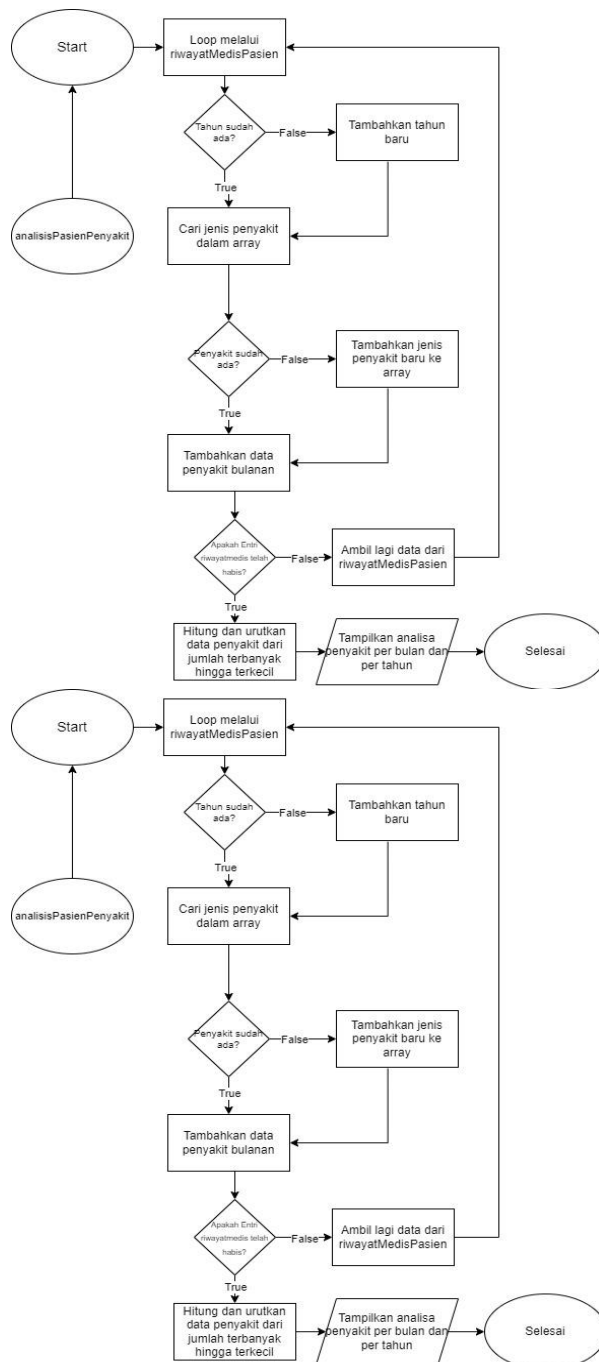 Start
Loop melalui
riwayatMedisPasien
Tahun sudah
ada?
False
Tambahkan tahun
baru
True
analisisPasienPenyakit
Cari jenis penyakit
dalam array
Penyakit sudah
ada?
False
Tambahkan jenis
penyakit baru ke
array
True
Tambahkan data
penyakit bulanan
Apakah Entri
riwayatmedis telah
habis?
False
Ambil lagi data dari
riwayatMedisPasien
True
Hitung dan urutkan
data penyakit dari
jumlah terbanyak
hingga terkecil
Tampilkan analisa
penyakit per bulan dan
per tahun
Selesai
Start
Loop melalui
riwayatMedisPasien
Tahun sudah
ada?
False
Tambahkan tahun
baru
True
analisisPasienPenyakit
Cari jenis penyakit
dalam array
Penyakit sudah
ada?
False
Tambahkan jenis
penyakit baru ke
array
True
Tambahkan data
penyakit bulanan
Apakah Entri
riwayatmedis telah
habis?
False
Ambil lagi data dari
riwayatMedisPasien
True
Hitung dan urutkan
data penyakit dari
jumlah terbanyak
hingga terkecil
Tampilkan analisa
penyakit per bulan dan
per tahun
Selesai